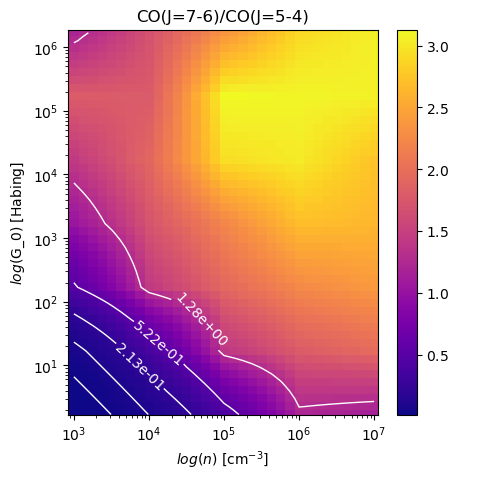 CO(J=7-6)/CO(J=5-4)
10^6
10^5
10^4
10^3
10^2
10^1
log(G_0) [Habing]
1.28e+00
5.22e-01
2.13e-01
10^3 10^4 10^5 10^6 10^7
log(n) [cm^−3]
3.0
2.5
2.0
1.5
1.0
0.5